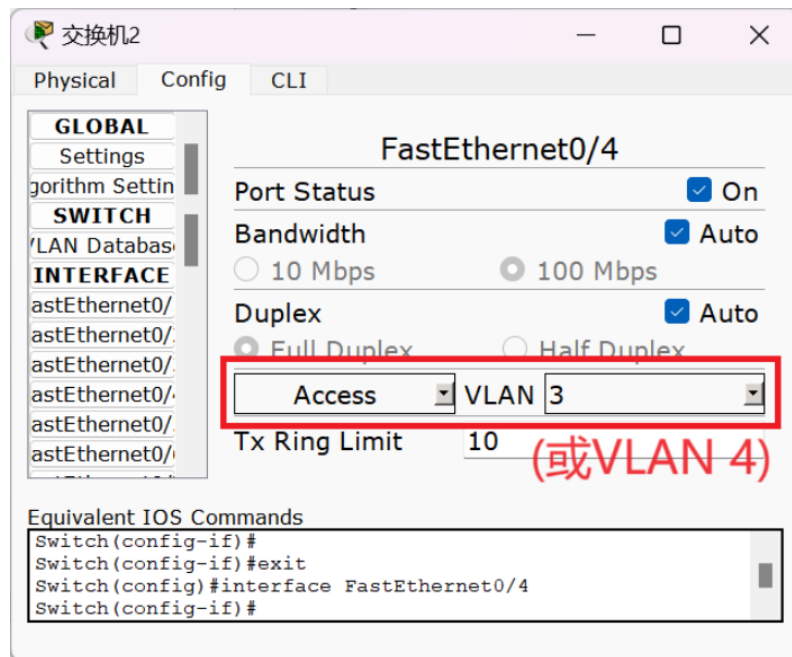 交换机2
Physical Config CLI
GLOBAL
Settings
gorithm Settin
SWITCH
VLAN Databas
INTERFACE
astEthernet0/
astEthernet0/
astEthernet0/
astEthernet0/
astEthernet0/
astEthernet0/
FastEthernet0/4
Port Status On
Bandwidth Auto
10 Mbps 100 Mbps
Duplex Auto
Full Duplex Half Duplex
Access VLAN 3
Tx Ring Limit 10
(或VLAN 4)
Equivalent IOS Commands
Switch(config-if)#
Switch(config-if)#exit
Switch(config)#interface FastEthernet0/4
Switch(config-if)#